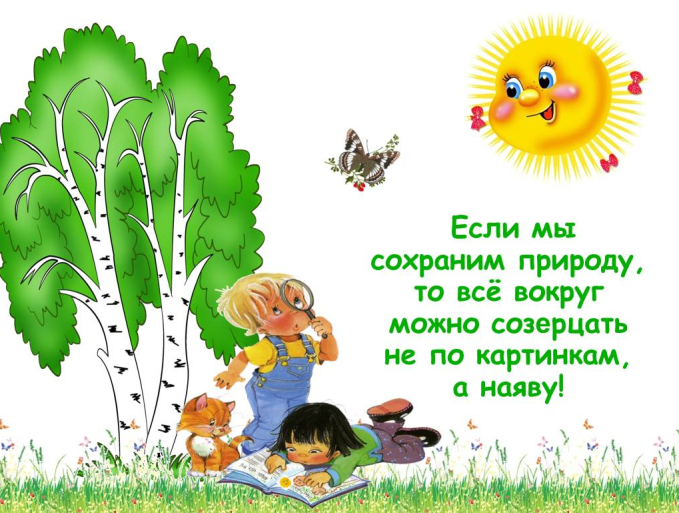 Если мы
сохраним природу,
то всё вокруг
можно созерцать
не по картинкам,
а наяву!